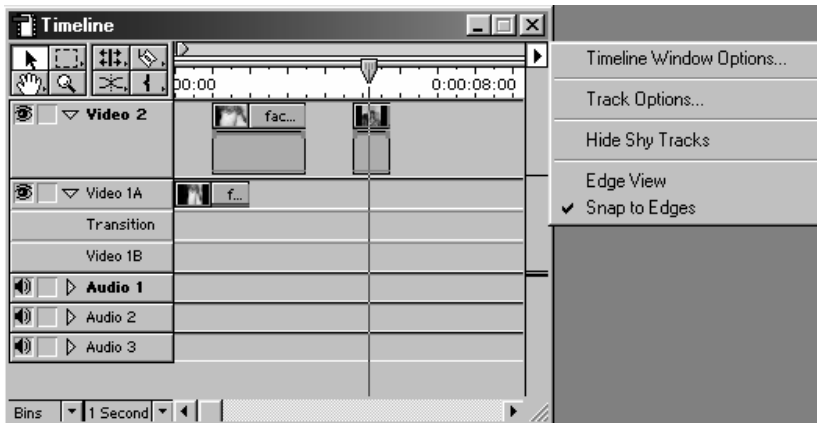 Timeline
00:00
0:00:08:00
Video 2
fac...
Video 1A
f...
Transition
Video 1B
Audio 1
Audio 2
Audio 3
Bins
1 Second
Timeline Window Options...
Track Options...
Hide Shy Tracks
Edge View
Snap to Edges